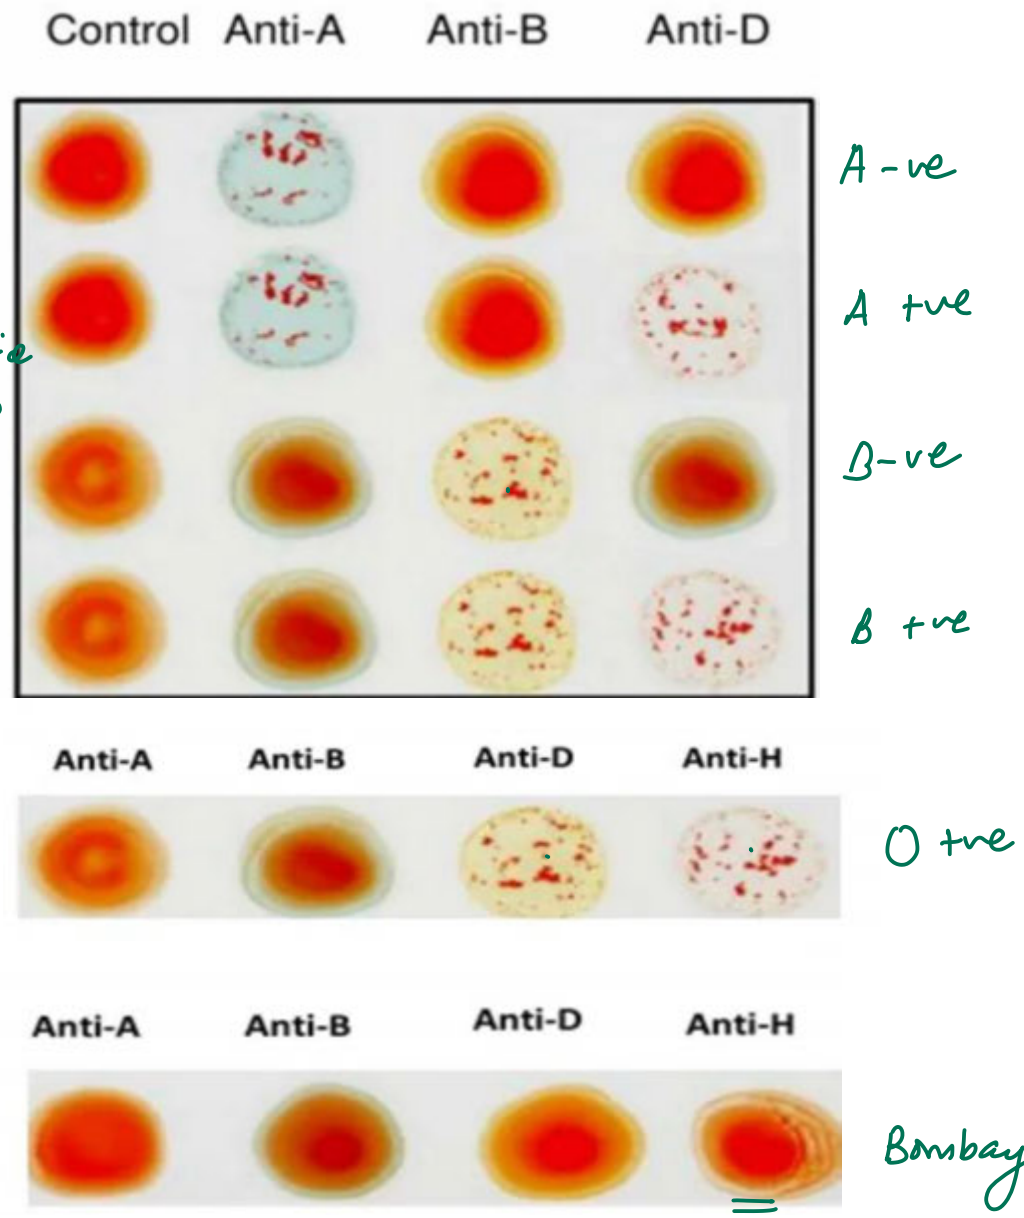 Control Anti-A Anti-B Anti-D
A -ve
A +ve
B-ve
B +ve
Anti-A Anti-B Anti-D Anti-H
O +ve
Anti-A Anti-B Anti-D Anti-H
Bombay